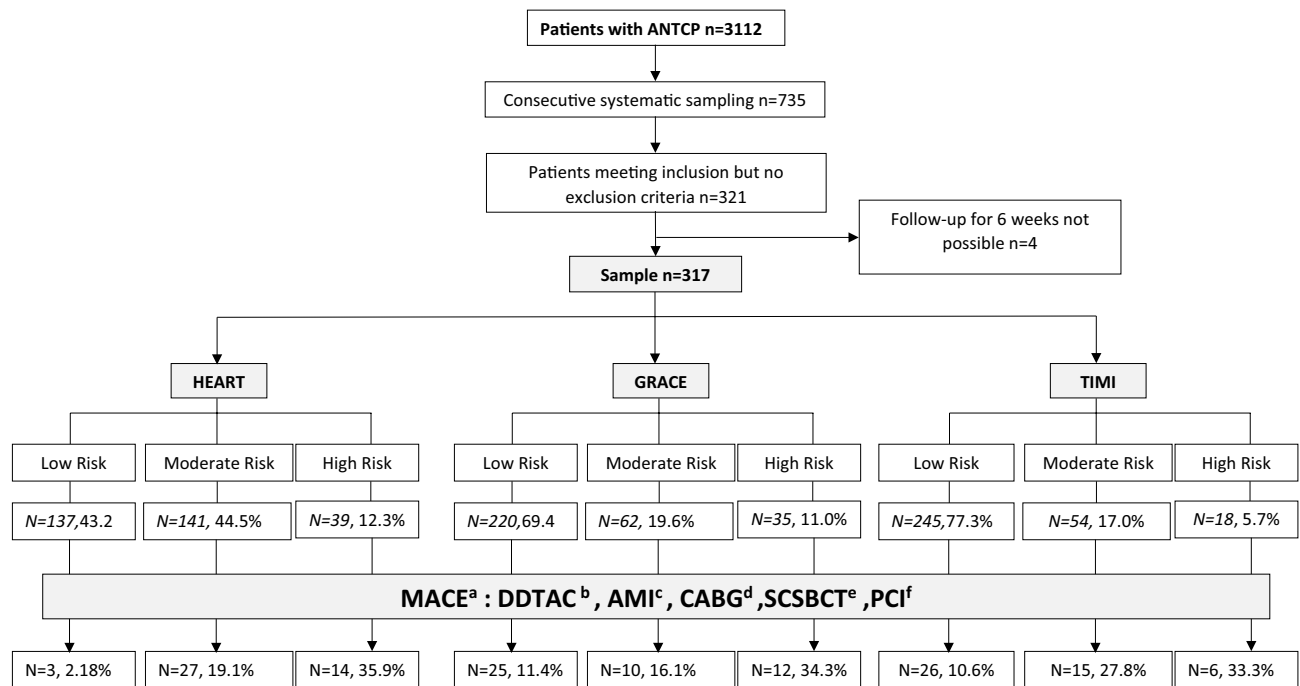 Patients with ANTCP n=3112
Consecutive systematic sampling n=735
Patients meeting inclusion but no
exclusion criteria n=321
Follow-up for 6 weeks not
possible n=4
Sample n=317
HEART
GRACE
TIMI
Low Risk
Moderate Risk
High Risk
Low Risk
Moderate Risk
High Risk
Low Risk
Moderate Risk
High Risk
N=137,43.2
N=141, 44.5%
N=39, 12.3%
N=220,69.4
N=62, 19.6%
N=35, 11.0%
N=245,77.3%
N=54, 17.0%
N=18, 5.7%
MACEᵃ : DDTAC ᵇ , AMIᶜ, CABGᵈ ,SCSBCTᵉ ,PCIᶠ
N=3, 2.18%
N=27, 19.1%
N=14, 35.9%
N=25, 11.4%
N=10, 16.1%
N=12, 34.3%
N=26, 10.6%
N=15, 27.8%
N=6, 33.3%